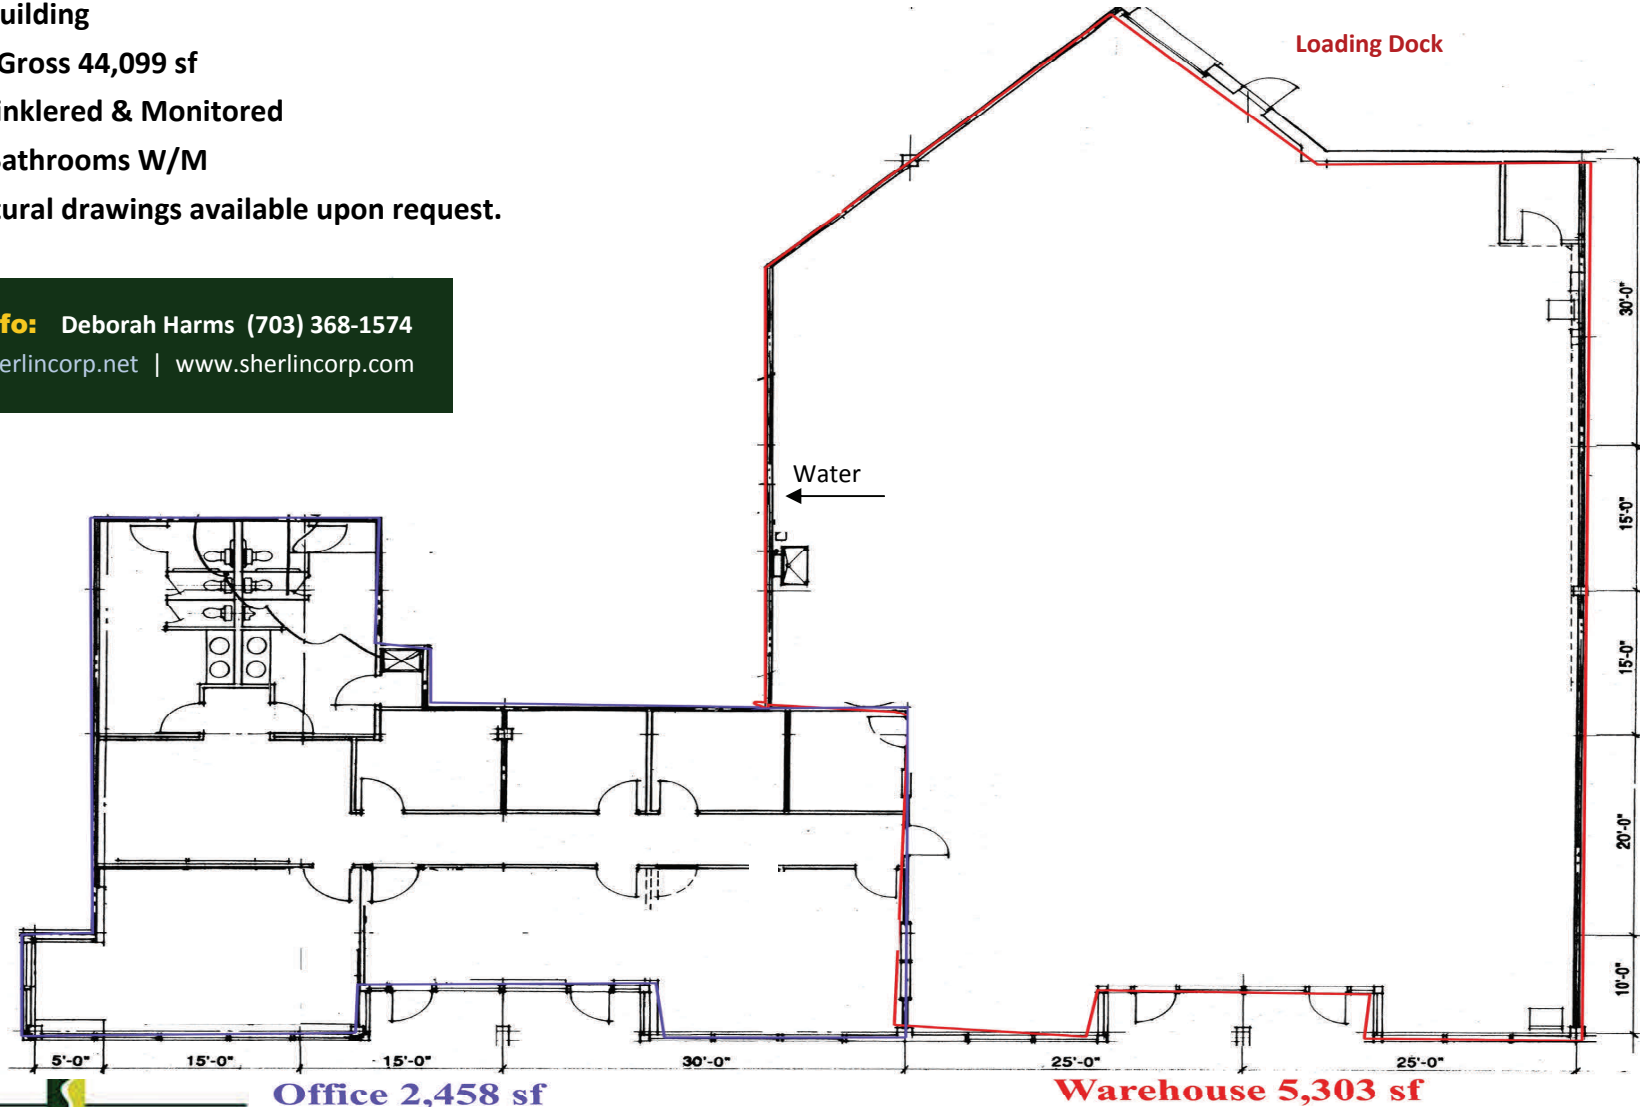 uilding
Gross 44,099 sf
inklered & Monitored
Bathrooms W/M
tural drawings available upon request.
fo: Deborah Harms (703) 368-1574
erlincorp.net | www.sherlincorp.com
Loading Dock
Water
30'-0"
15'-0"
15'-0"
20'-0"
10'-0"
5'-0" 15'-0" 15'-0" 30'-0" 25'-0" 25'-0"
Office 2,458 sf
Warehouse 5,303 sf